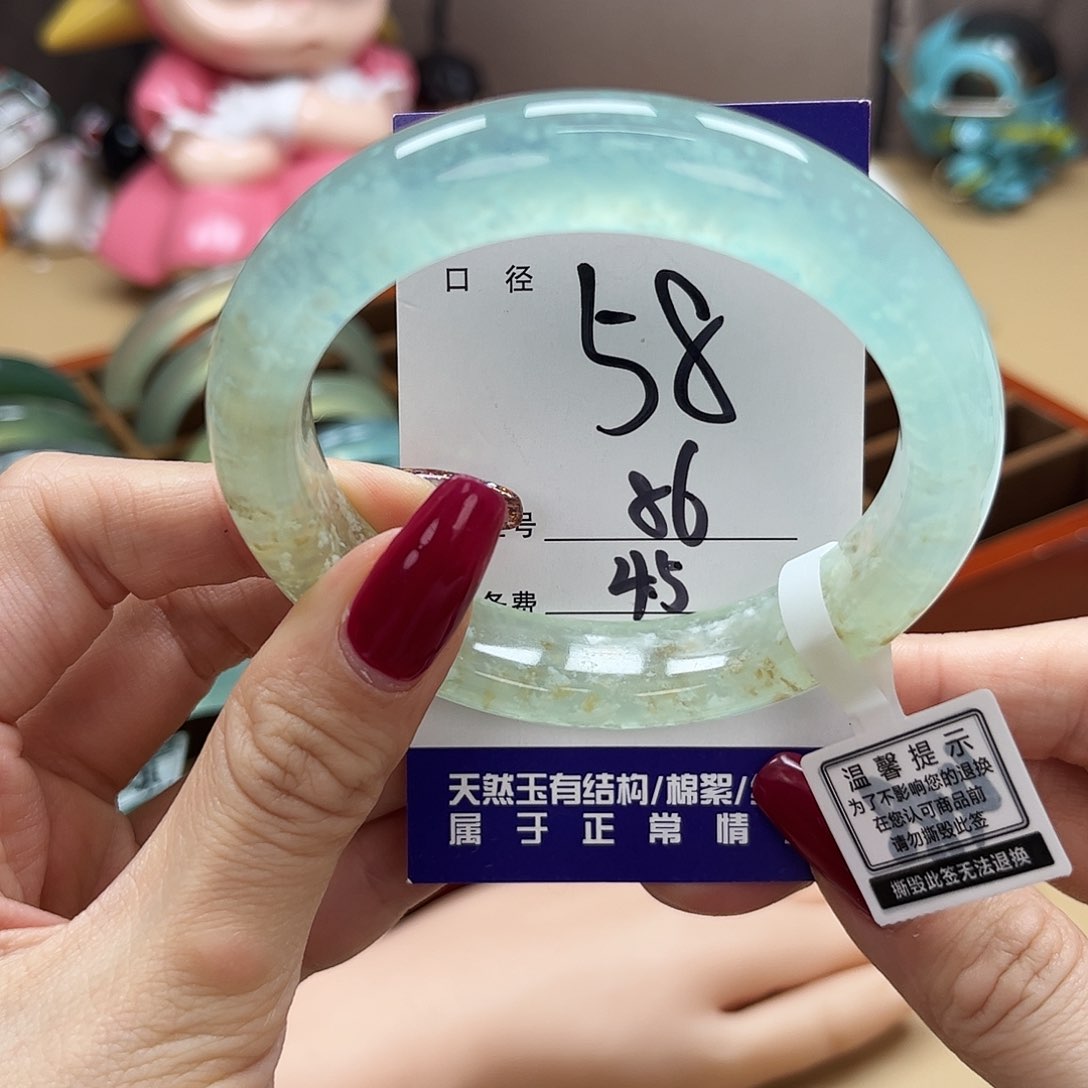 口 径
58
86
号
45
务费
天然玉有结构/棉絮/
属 于 正 常 情
温馨提示
为了不影响您的退换
在您认可商品前
请勿撕毁此签
撕毁此签无法退换